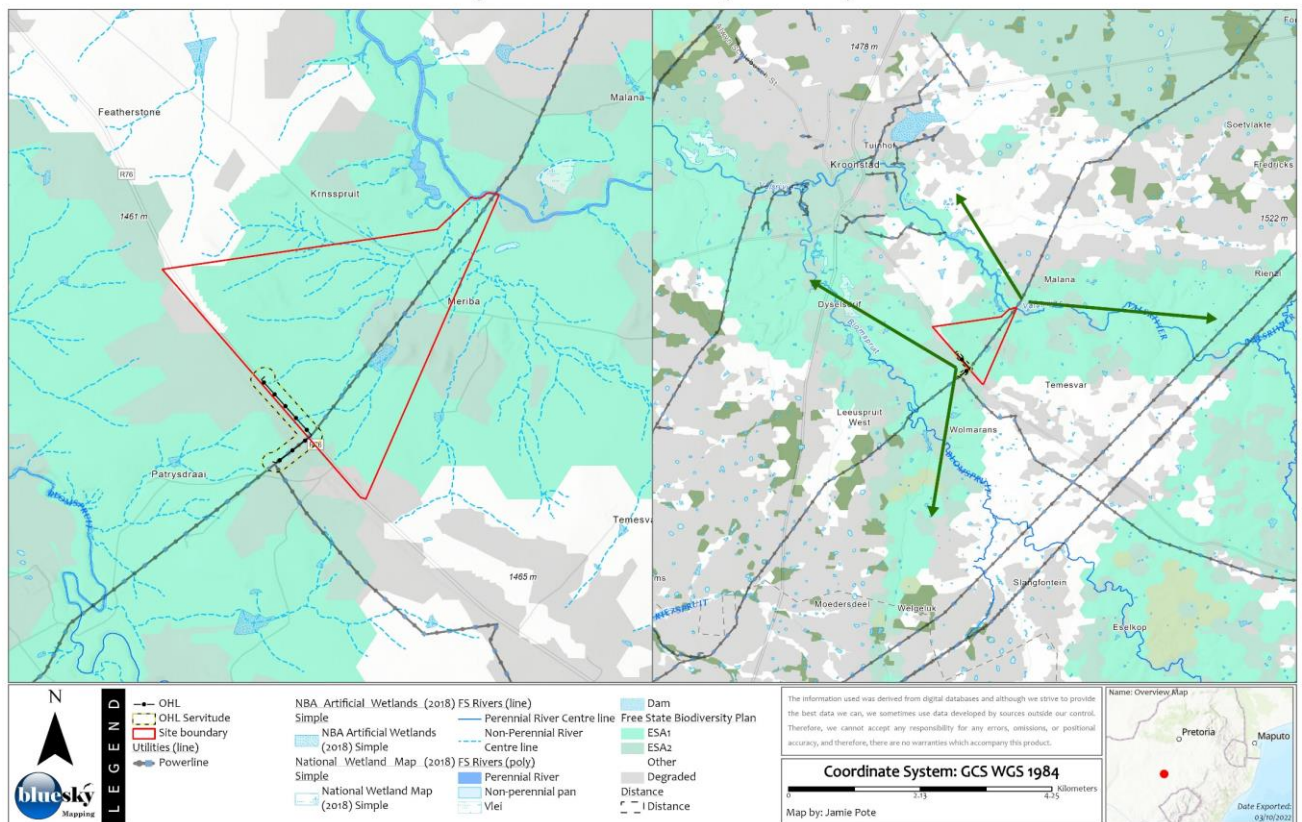 Featherstone
Malana
R76
Krnsspruit
1461 m
Meriba
Patrysdraai
BLOMSPRUIT
1465 m
1478 m
Soetvlakte
Tuinhof
Kroonstad
Fredricks
1522 m
Malana
Rienzi
Dyselsuf
Blomspruit
VALSRIVIER
Temesvar
Leeuspruit
West
Wolmarans
BLOMSPRUIT
Slangfontein
RIETSPRUIT
Moedersdeel
Welgeluk
Eselkop
N
bluesky
Mapping
LEGEND
OHL
OHL Servitude
Site boundary
Utilities (line)
Powerline
NBA Artificial Wetlands (2018)
Simple
NBA Artificial Wetlands
(2018) Simple
National Wetland Map (2018)
Simple
National Wetland Map
(2018) Simple
FS Rivers (line)
Perennial River Centre line
Non-Perennial River
Centre line
FS Rivers (poly)
Perennial River
Non-perennial pan
Vlei
Dam
Free State Biodiversity Plan
ESA1
ESA2
Other
Degraded
Distance
Distance
The information used was derived from digital databases and although we strive to provide
the best data we can, we sometimes use data developed by sources outside our control.
Therefore, we cannot accept any responsibility for any errors, omissions, or positional
accuracy, and therefore, there are no warranties which accompany this product.
Coordinate System: GCS WGS 1984
Kilometers
0 2.13 4.25
Map by: Jamie Pote
Name: Overview Map
Pretoria
Maputo
Date Exported:
03/10/2022